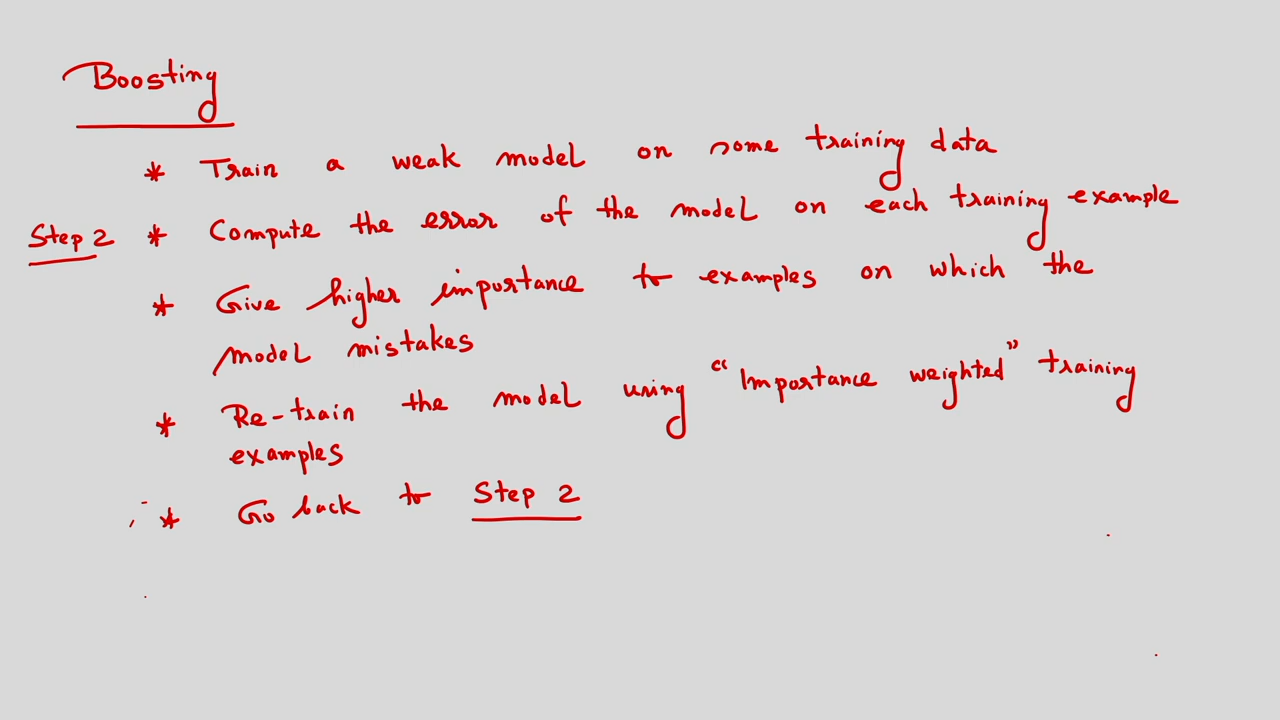 Boosting
* Train a weak model on some training data
Step 2 * Compute the error of the model on each training example
* Give higher importance to examples on which the
model mistakes
* Re-train the model using "Importance weighted" training
examples
* Go back to Step 2